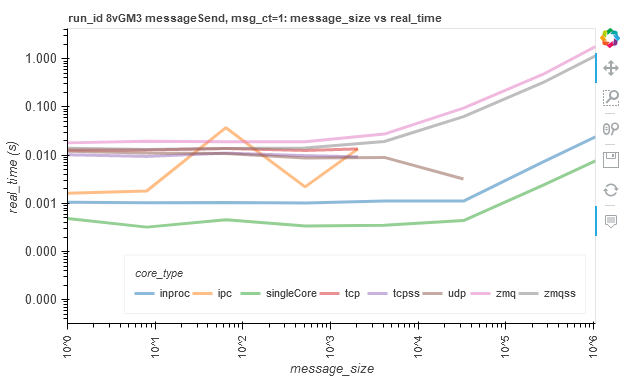 run_id 8vGM3 messageSend, msg_ct=1: message_size vs real_time
1.000
0.100
0.010
0.001
0.000
0.000
real_time (s)
core_type
inproc ipc singleCore tcp tcpss udp zmq zmqss
10^0 10^1 10^2 10^3 10^4 10^5 10^6
message_size